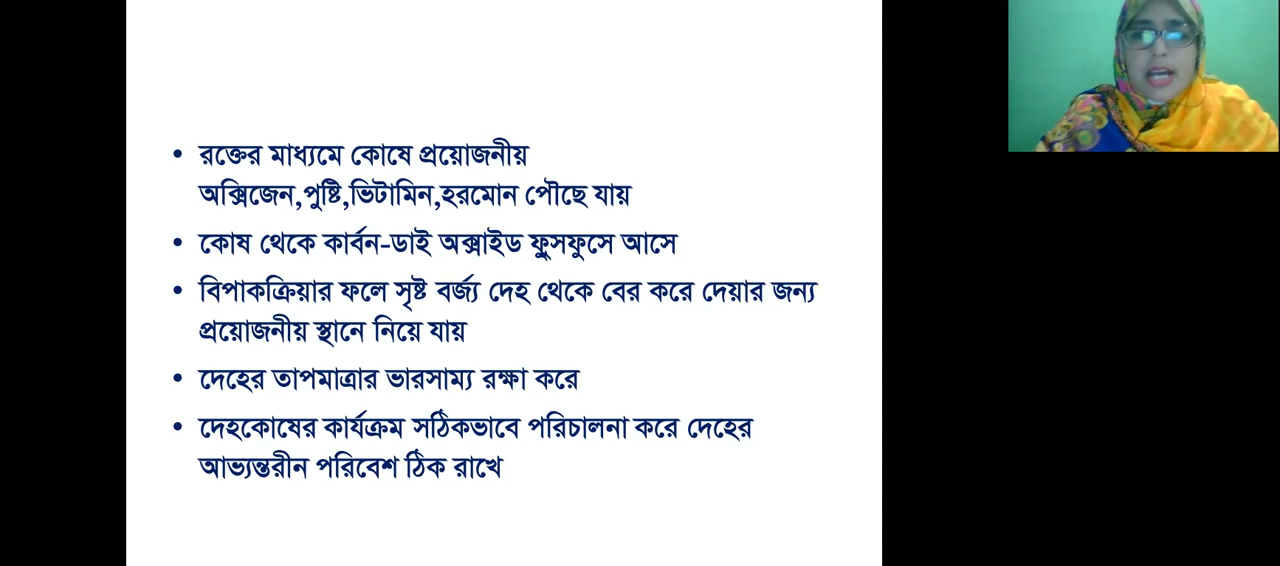 • রক্তের মাধ্যমে কোষে প্রয়োজনীয়
অক্সিজেন,পুষ্টি,ভিটামিন,হরমোন পৌছে যায়
• কোষ থেকে কার্বন-ডাই অক্সাইড ফুুসফুসে আসে
• বিপাকক্রিয়ার ফলে সৃষ্ট বর্জ্য দেহ থেকে বের করে দেয়ার জন্য
প্রয়োজনীয় স্থানে নিয়ে যায়
• দেহের তাপমাত্রার ভারসাম্য রক্ষা করে
• দেহকোষের কার্যক্রম সঠিকভাবে পরিচালনা করে দেহের
আভ্যন্তরীন পরিবেশ ঠিক রাখে